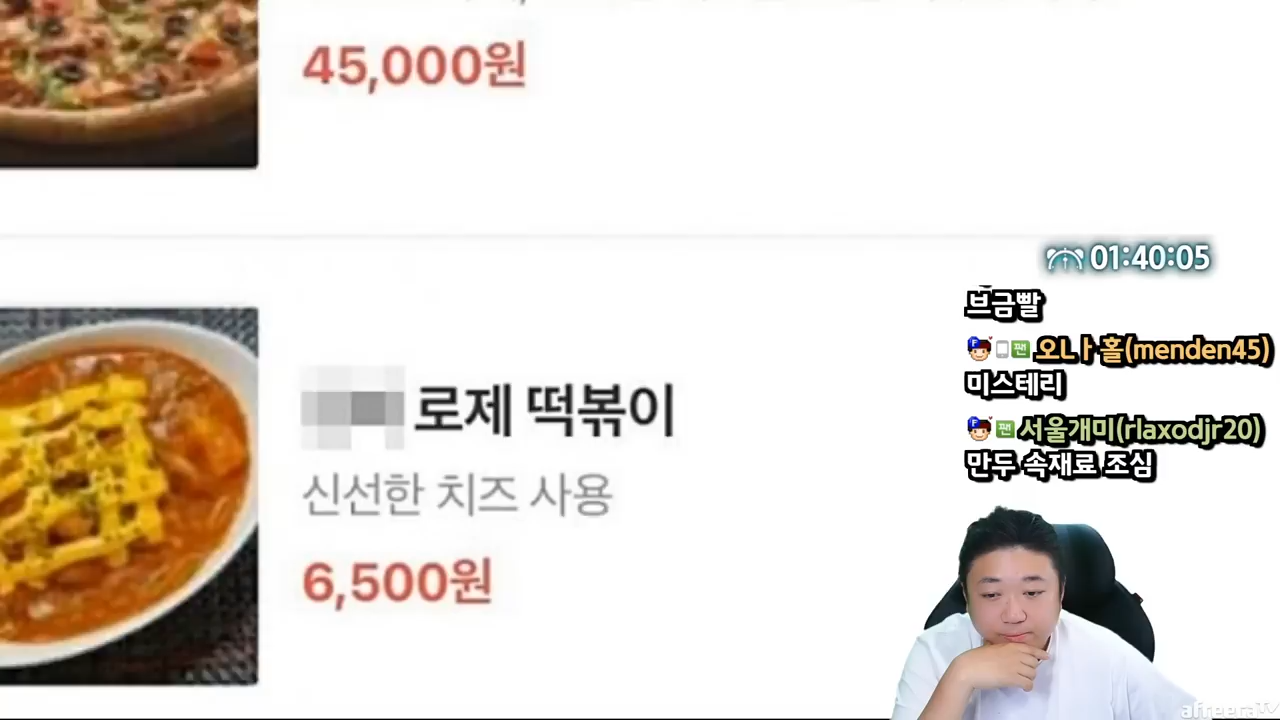 45,000원
01:40:05
브금빨
오ㄴㅏ홀(menden45)
미스테리
서울개미(rlaxodjr20)
만두 속재료 조심
로제 떡볶이
신선한 치즈 사용
6,500원
afreecaTV